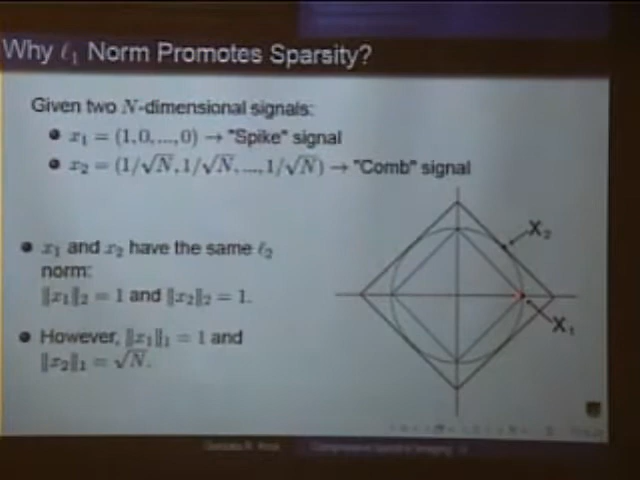 Why ℓ₁ Norm Promotes Sparsity?
Given two N-dimensional signals:
• x₁ = (1, 0, ..., 0) → "Spike" signal
• x₂ = (1/√N, 1/√N, ..., 1/√N) → "Comb" signal
• x₁ and x₂ have the same ℓ₂
norm:
‖x₁‖₂ = 1 and ‖x₂‖₂ = 1.
• However, ‖x₁‖₁ = 1 and
‖x₂‖₁ = √N.
X₂
X₁